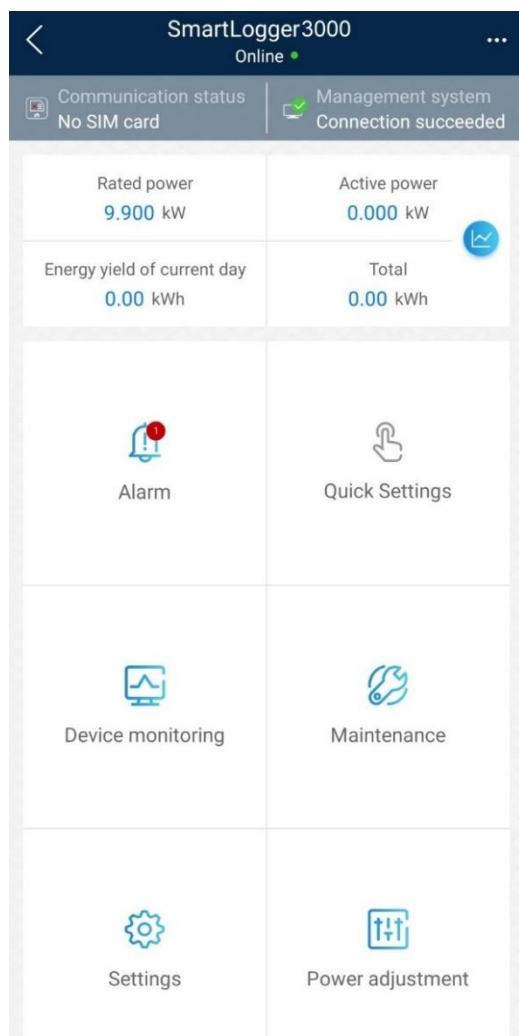 SmartLogger3000
Online
Communication status
No SIM card
Management system
Connection succeeded
Rated power
9.900 kW
Active power
0.000 kW
Energy yield of current day
0.00 kWh
Total
0.00 kWh
1
Alarm
Quick Settings
Device monitoring
Maintenance
Settings
Power adjustment